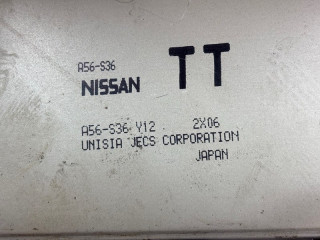 A56-S36
NISSAN TT
A56-S36 Y12 2X06
UNISIA JECS CORPORATION
JAPAN